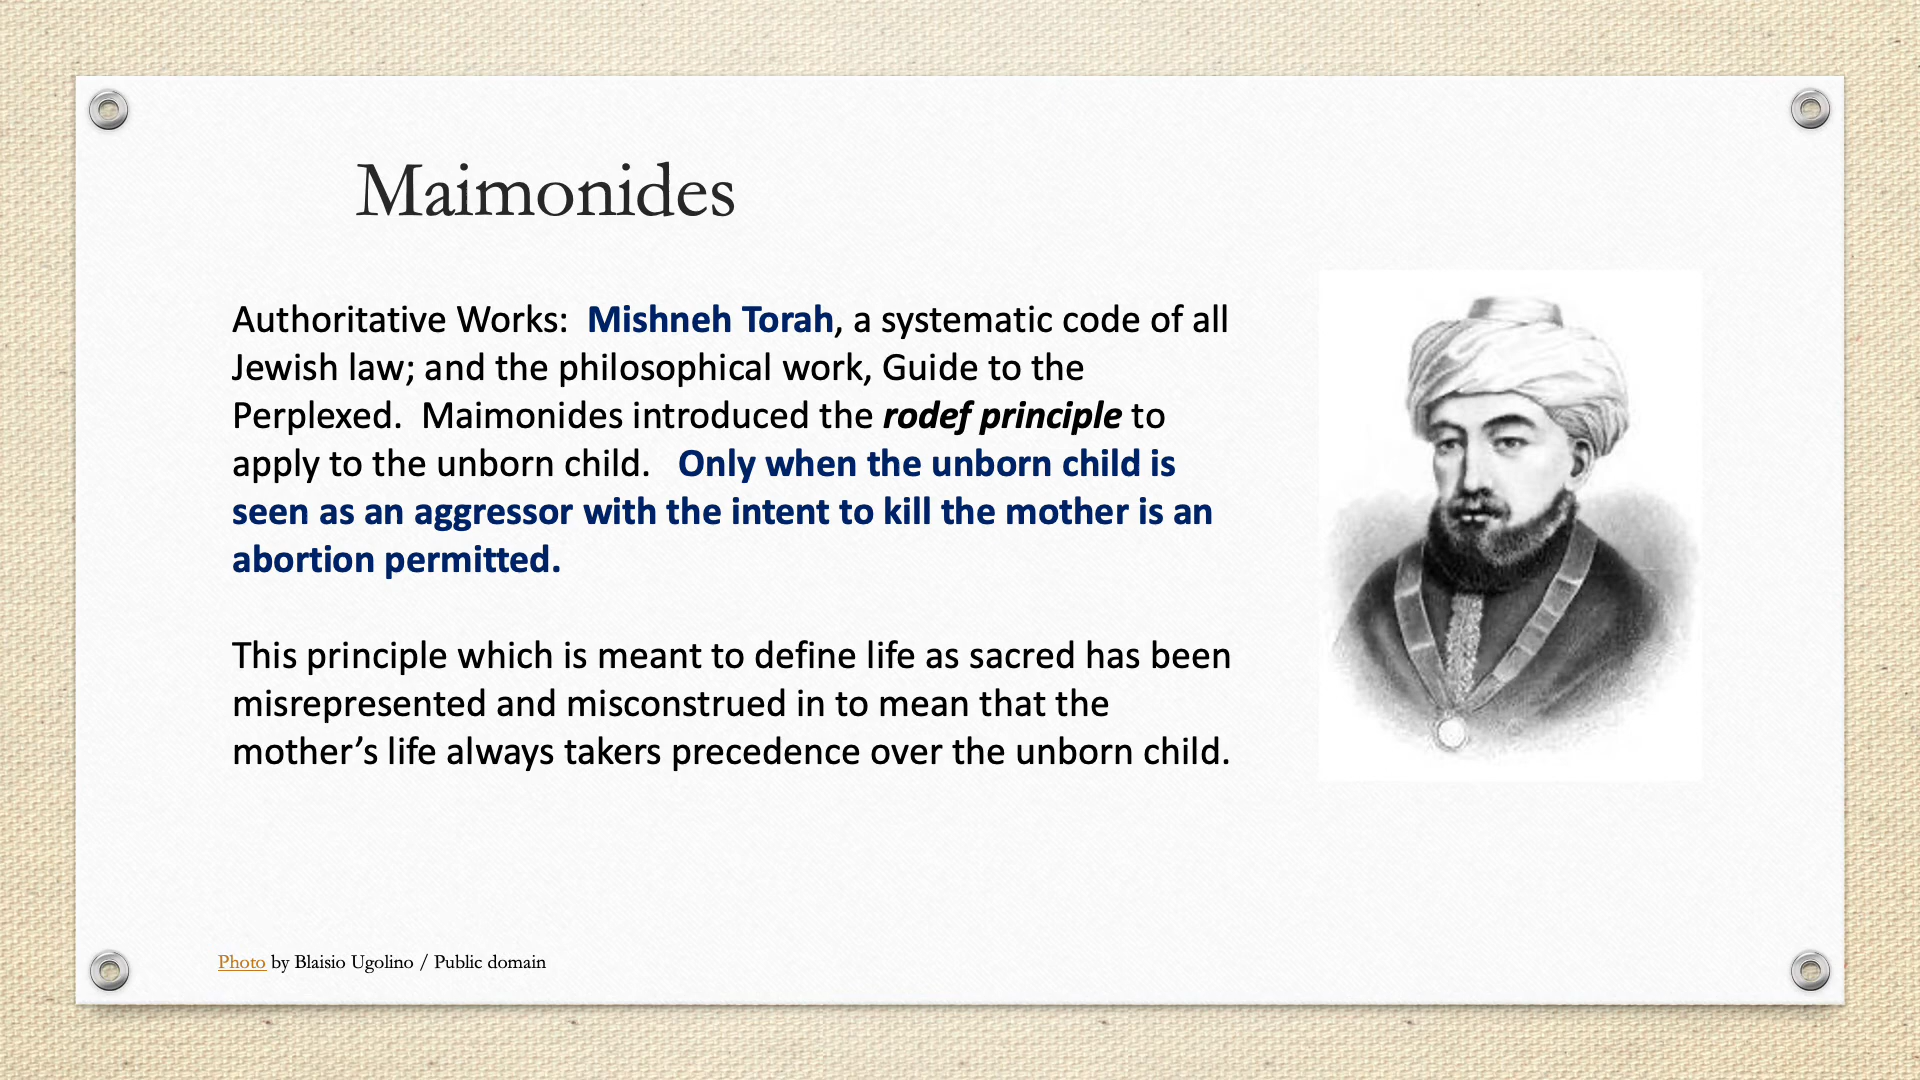 Maimonides
Authoritative Works:  Mishneh Torah, a systematic code of all
Jewish law; and the philosophical work, Guide to the
Perplexed.  Maimonides introduced the rodef principle to
apply to the unborn child.   Only when the unborn child is
seen as an aggressor with the intent to kill the mother is an
abortion permitted.
This principle which is meant to define life as sacred has been
misrepresented and misconstrued in to mean that the
mother’s life always takers precedence over the unborn child.
Photo by Blaisio Ugolino / Public domain